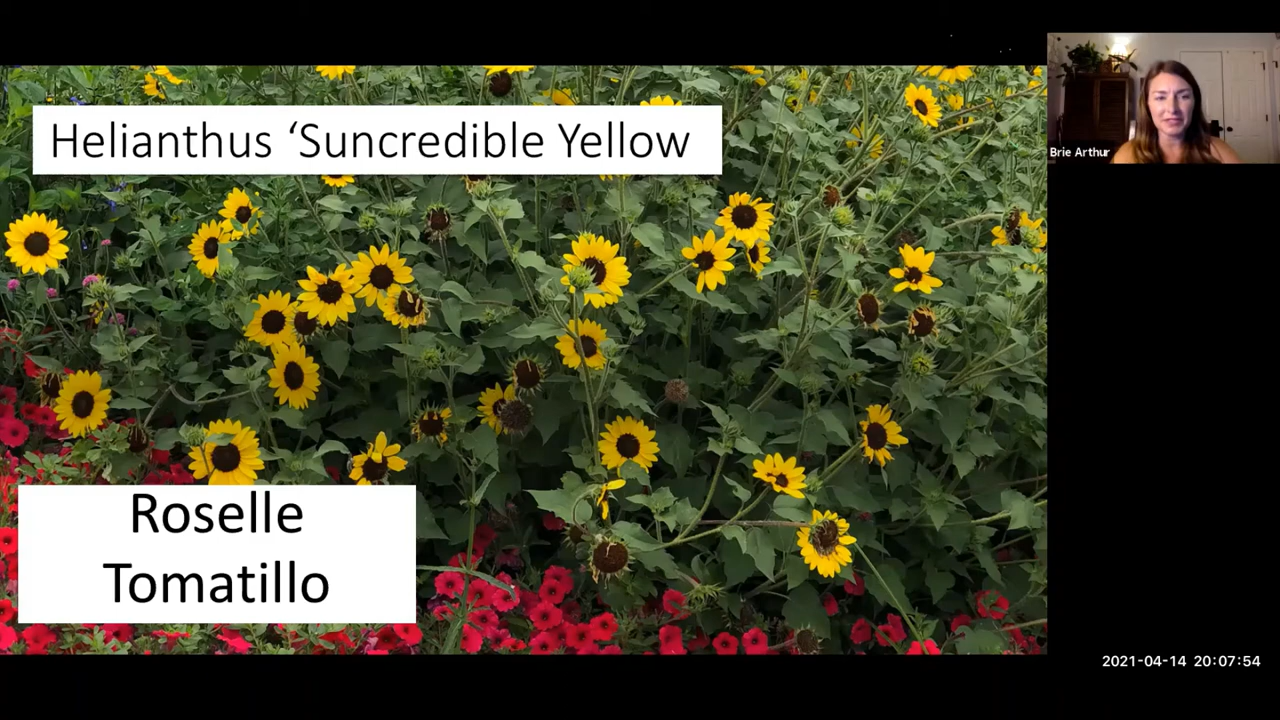 Helianthus ‘Suncredible Yellow
Brie Arthur
Roselle
Tomatillo
2021-04-14 20:07:54